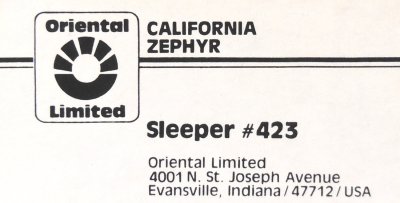 Oriental
Limited
CALIFORNIA
ZEPHYR
Sleeper #423
Oriental Limited
4001 N. St. Joseph Avenue
Evansville, Indiana / 47712 / USA